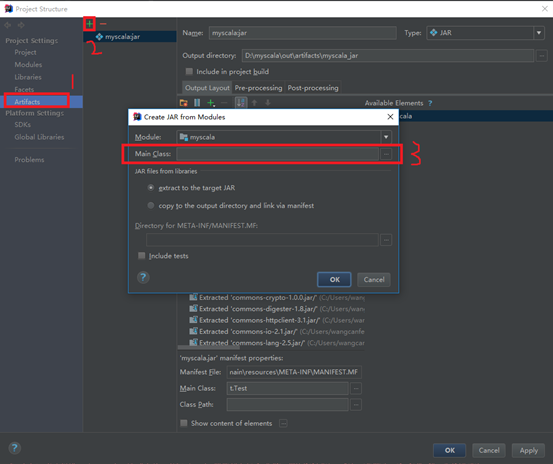 Project Structure
Project Settings:
Project
Modules
Libraries
Facets
Artifacts
Platform Settings:
SDKs
Global Libraries
Problems
1
2
myscala:jar
Name: myscala:jar
Type: JAR
Output directory: D:\myscala\out\artifacts\myscala_jar
Include in project build
Output Layout Pre-processing Post-processing
Available Elements ?
Create JAR from Modules
Module: myscala
Main Class:
3
JAR files from libraries
extract to the target JAR
copy to the output directory and link via manifest
Directory for META-INF/MANIFEST.MF:
Include tests
? OK Cancel
Extracted 'commons-crypto-1.0.0.jar/' (C:/Users/wang
Extracted 'commons-digester-1.8.jar/' (C:/Users/wang
Extracted 'commons-httpclient-3.1.jar/' (C:/Users/w
Extracted 'commons-io-2.1.jar/' (C:/Users/wangcanfe
Extracted 'commons-lang-2.5.jar/' (C:/Users/wangca
'myscala.jar' manifest properties:
Manifest File: nain\resources\META-INF\MANIFEST.MF
Main Class: t.Test
Class Path:
Show content of elements
? OK Cancel Apply